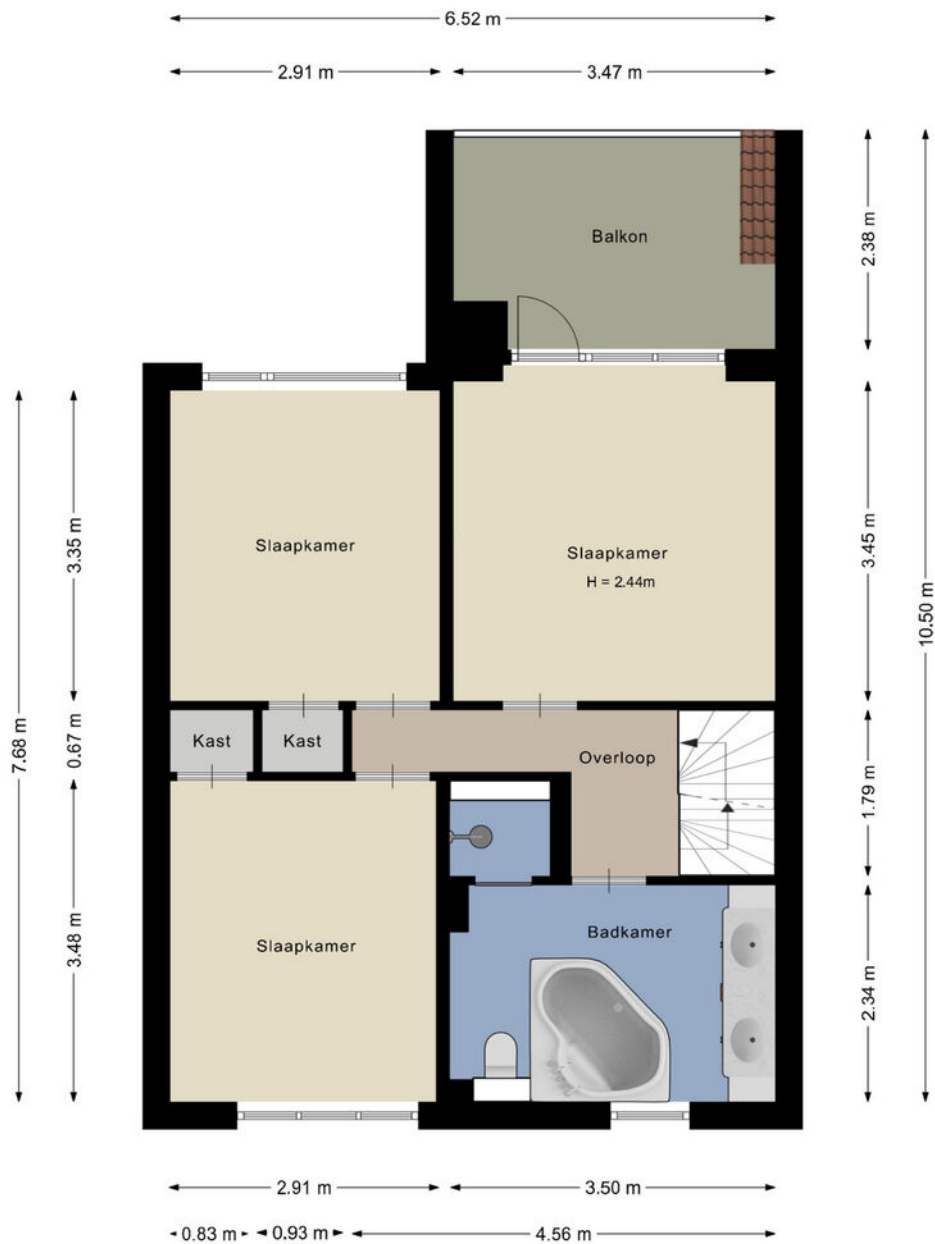 6.52 m
2.91 m
3.47 m
Balkon
2.38 m
Slaapkamer
Slaapkamer
H = 2.44m
3.35 m
3.45 m
7.68 m
10.50 m
Kast
Kast
Overloop
0.67 m
1.79 m
Slaapkamer
Badkamer
3.48 m
2.34 m
2.91 m
3.50 m
0.83 m
0.93 m
4.56 m